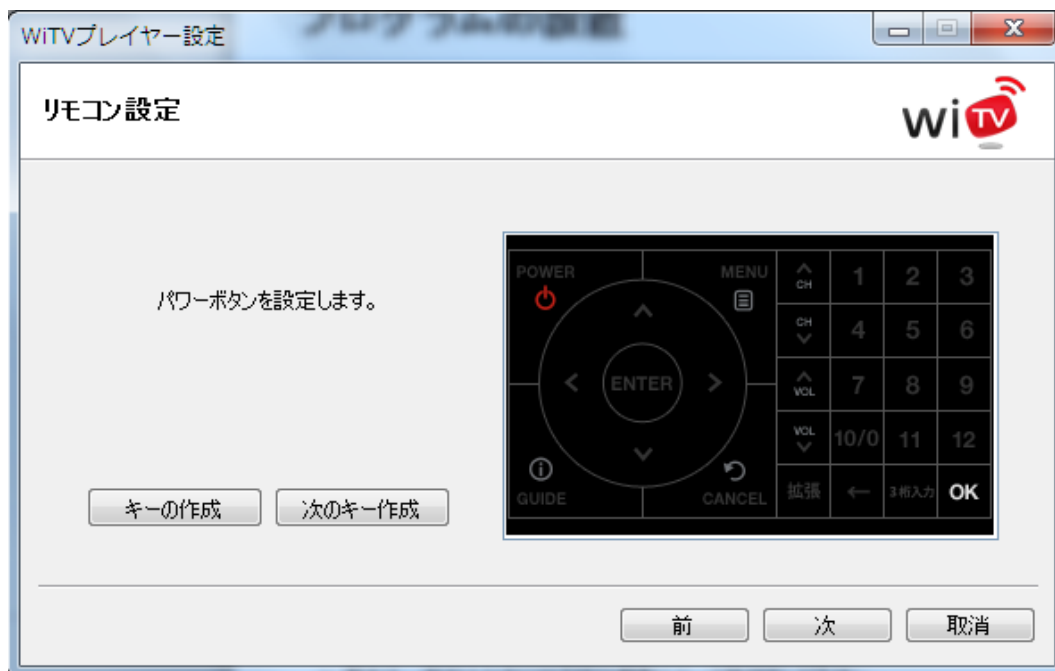 WiTVプレイヤー設定
リモコン設定
wi TV
パワーボタンを設定します。
キーの作成
次のキー作成
POWER
MENU
ENTER
GUIDE
CANCEL
CH
1
2
3
CH
4
5
6
VOL
7
8
9
VOL
10/0
11
12
拡張
←
3桁入力
OK
前
次
取消